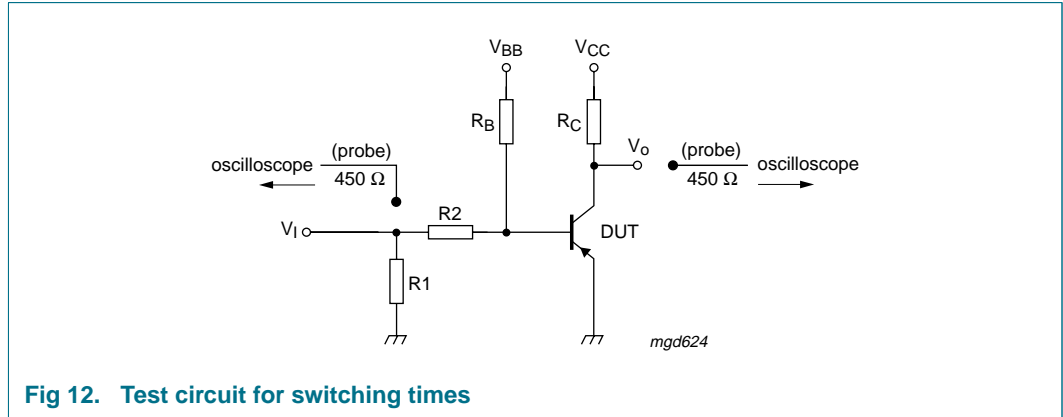 VBB
VCC
RB
RC
(probe)
oscilloscope
450 Ω
Vo
(probe)
oscilloscope
450 Ω
R2
VI
DUT
R1
mgd624
Fig 12. Test circuit for switching times